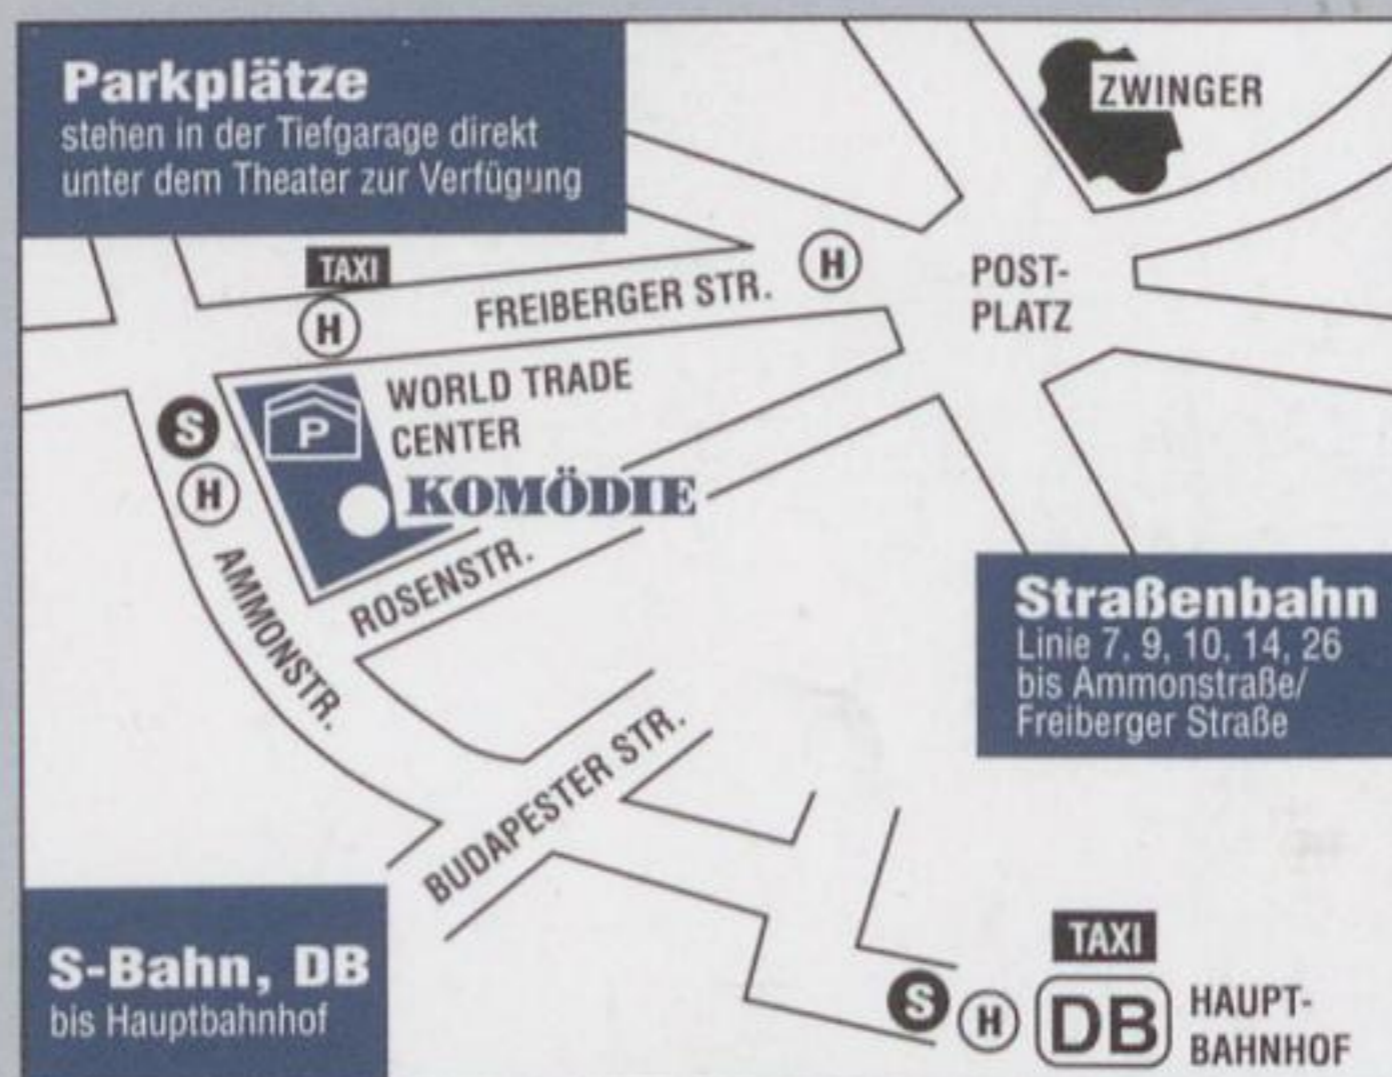 Parkplätze
stehen in der Tiefgarage direkt
unter dem Theater zur Verfügung
ZWINGER
TAXI
H
FREIBERGER STR.
H
POST-
PLATZ
WORLD TRADE
CENTER
P
S
H
KOMÖDIE
AMMONSTR.
ROSENSTR.
Straßenbahn
Linie 7, 9, 10, 14, 26
bis Ammonstraße/
Freiberger Straße
BUDAPESTER STR.
S-Bahn, DB
bis Hauptbahnhof
TAXI
S
H
DB
HAUPT-
BAHNHOF